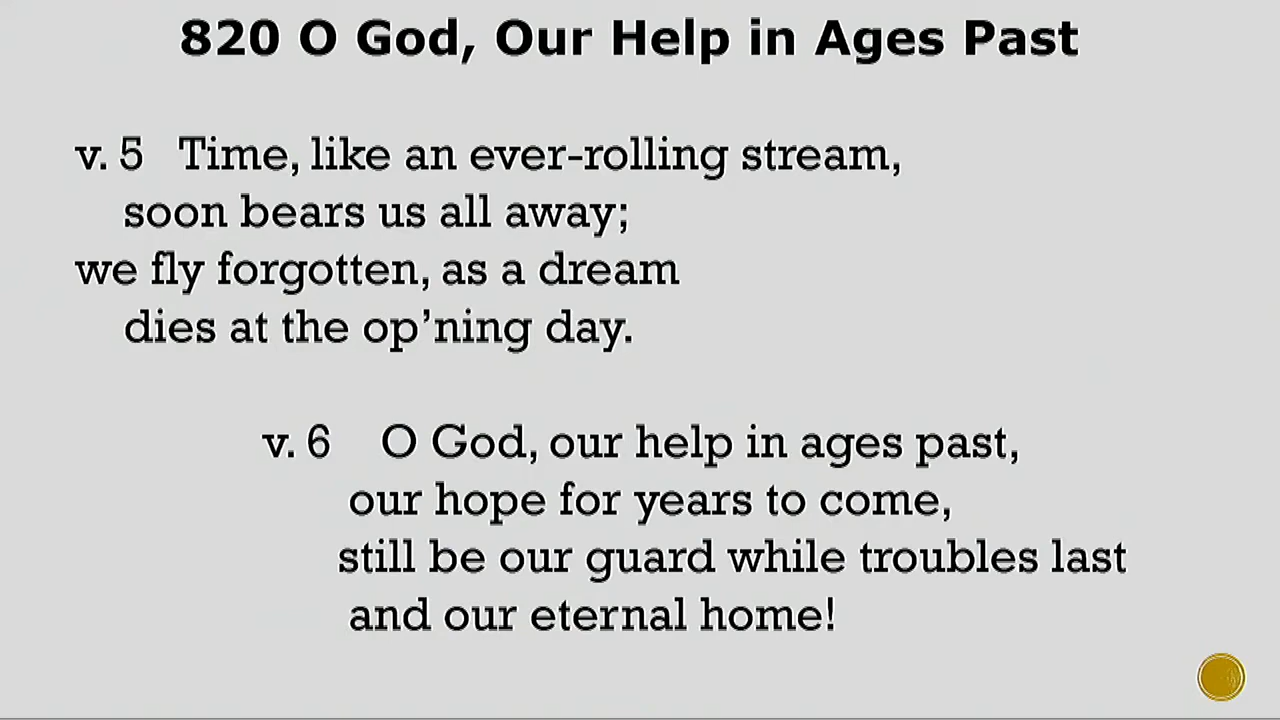 820 O God, Our Help in Ages Past
v. 5 Time, like an ever-rolling stream,
soon bears us all away;
we fly forgotten, as a dream
dies at the op’ning day.
v. 6 O God, our help in ages past,
our hope for years to come,
still be our guard while troubles last
and our eternal home!